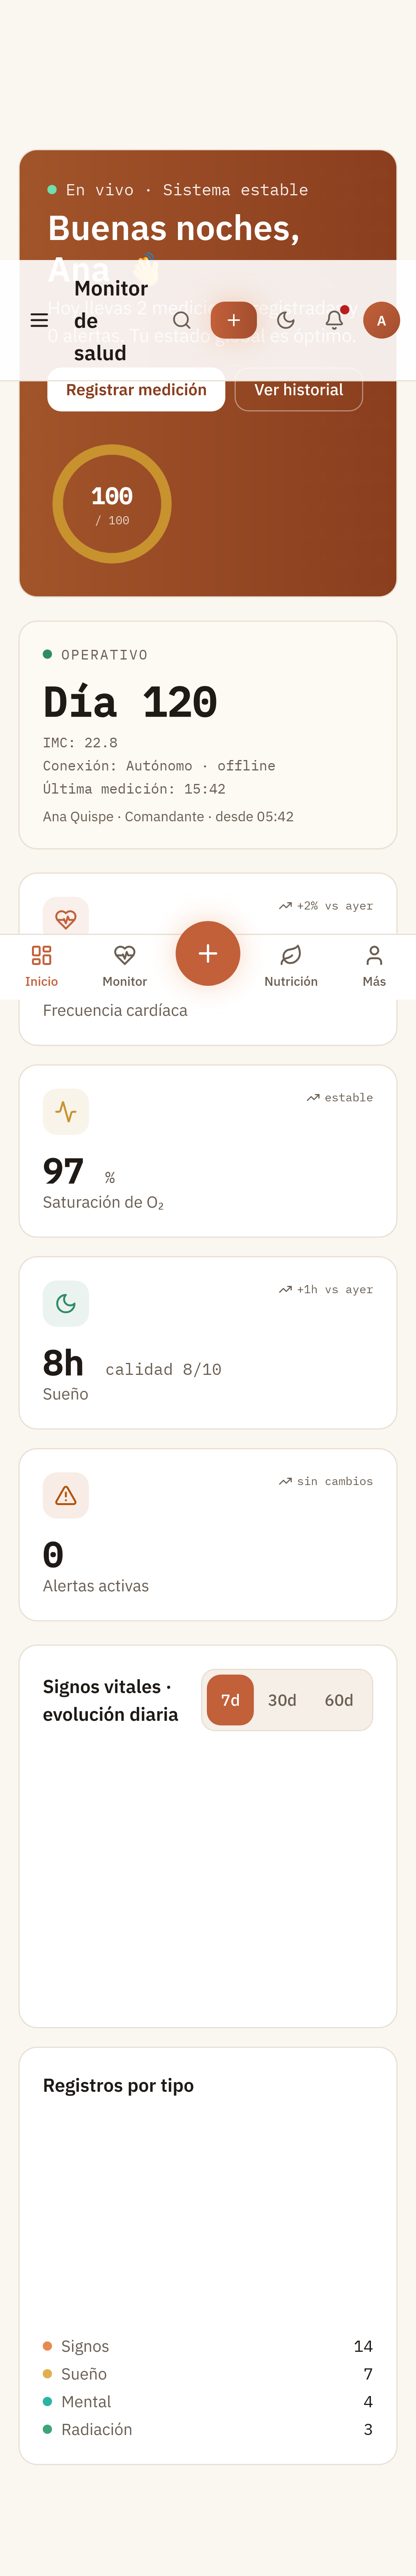 En vivo · Sistema estable
Buenas noches,
Ana
Monitor
de
salud
A
Hoy llevas 2 medici registrada y
0 alertas. Tu estado global es óptimo.
Registrar medición
Ver historial
100
/ 100
OPERATIVO
Día 120
IMC: 22.8
Conexión: Autónomo · offline
Última medición: 15:42
Ana Quispe · Comandante · desde 05:42
+2% vs ayer
Inicio
Monitor
Nutrición
Más
Frecuencia cardíaca
estable
97 %
Saturación de O₂
+1h vs ayer
8h calidad 8/10
Sueño
sin cambios
0
Alertas activas
Signos vitales ·
evolución diaria
7d
30d
60d
Registros por tipo
Signos 14
Sueño 7
Mental 4
Radiación 3